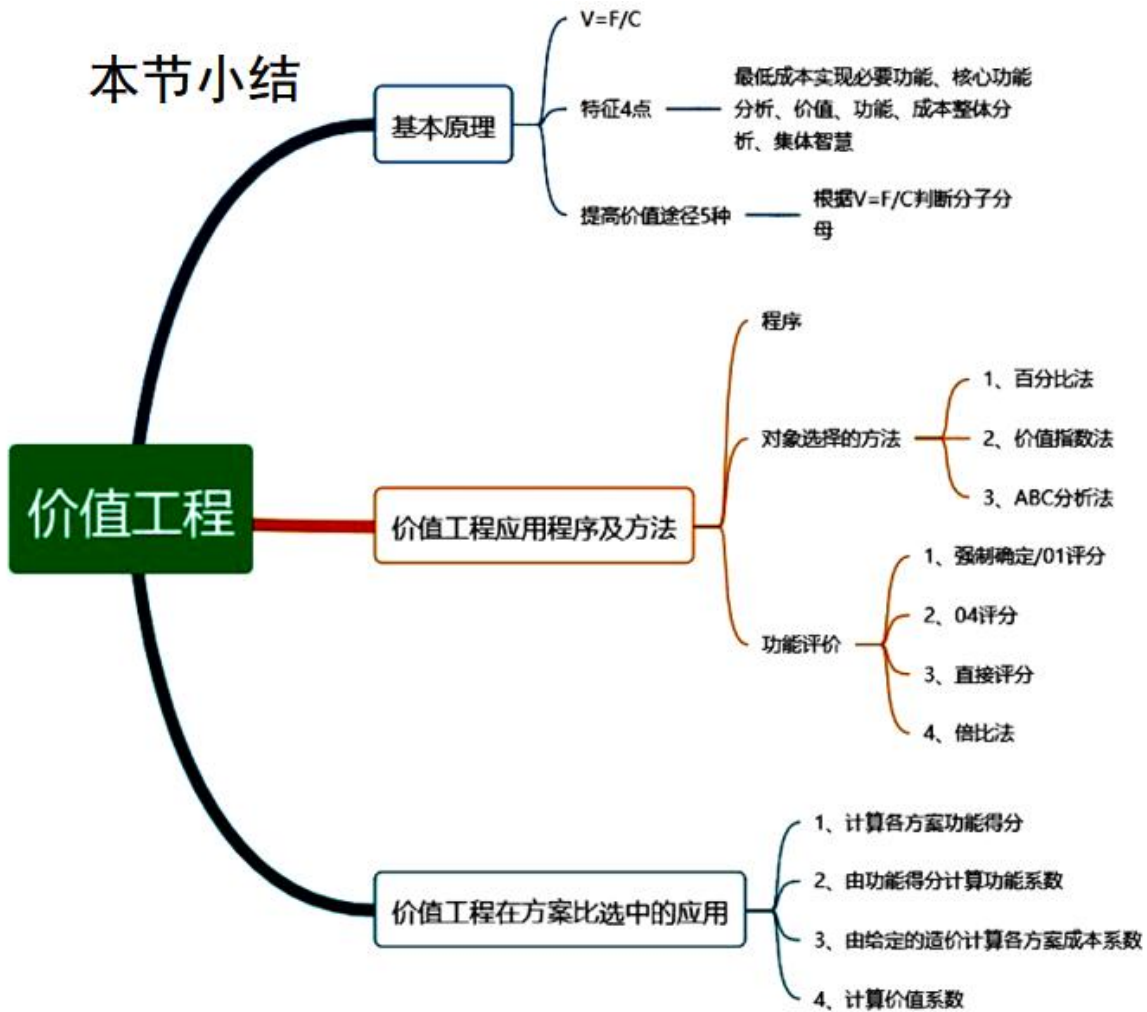 本节小结
价值工程
基本原理
V=F/C
特征4点
最低成本实现必要功能、核心功能
分析、价值、功能、成本整体分
析、集体智慧
提高价值途径5种
根据V=F/C判断分子分
母
价值工程应用程序及方法
程序
对象选择的方法
1、百分比法
2、价值指数法
3、ABC分析法
功能评价
1、强制确定/01评分
2、04评分
3、直接评分
4、倍比法
价值工程在方案比选中的应用
1、计算各方案功能得分
2、由功能得分计算功能系数
3、由给定的造价计算各方案成本系数
4、计算价值系数